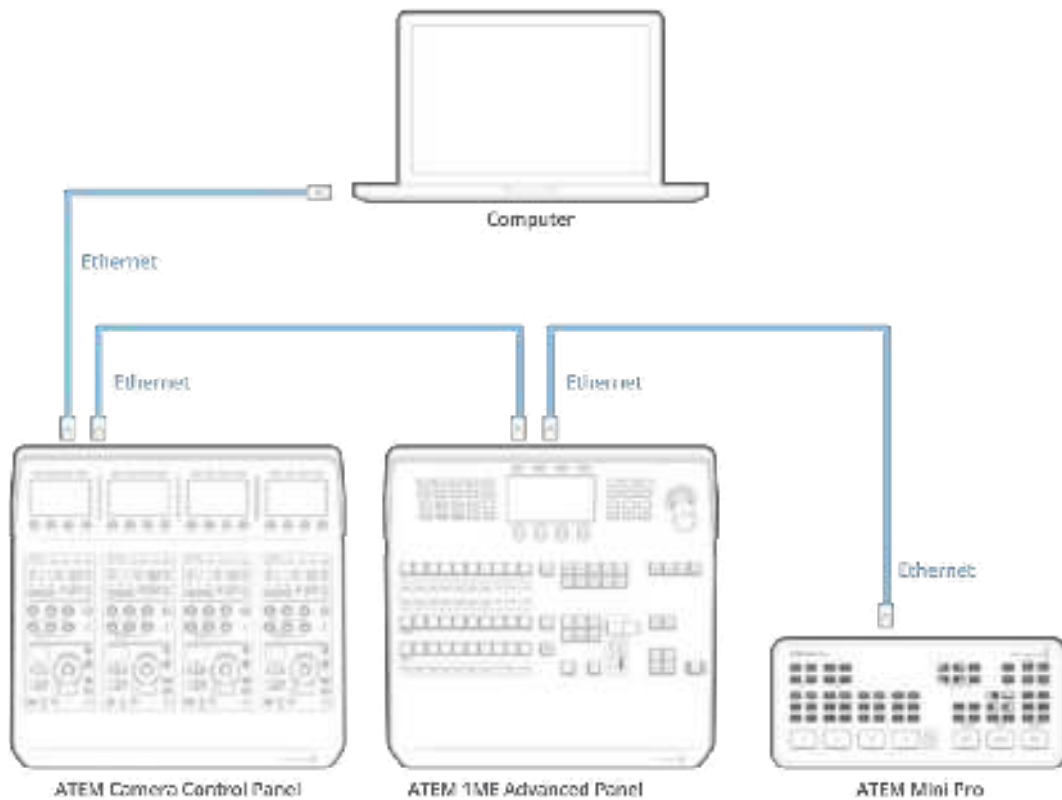 Computer
Ethernet
Ethernet
Ethernet
Ethernet
ATEM Camera Control Panel
ATEM 1ME Advanced Panel
ATEM Mini Pro